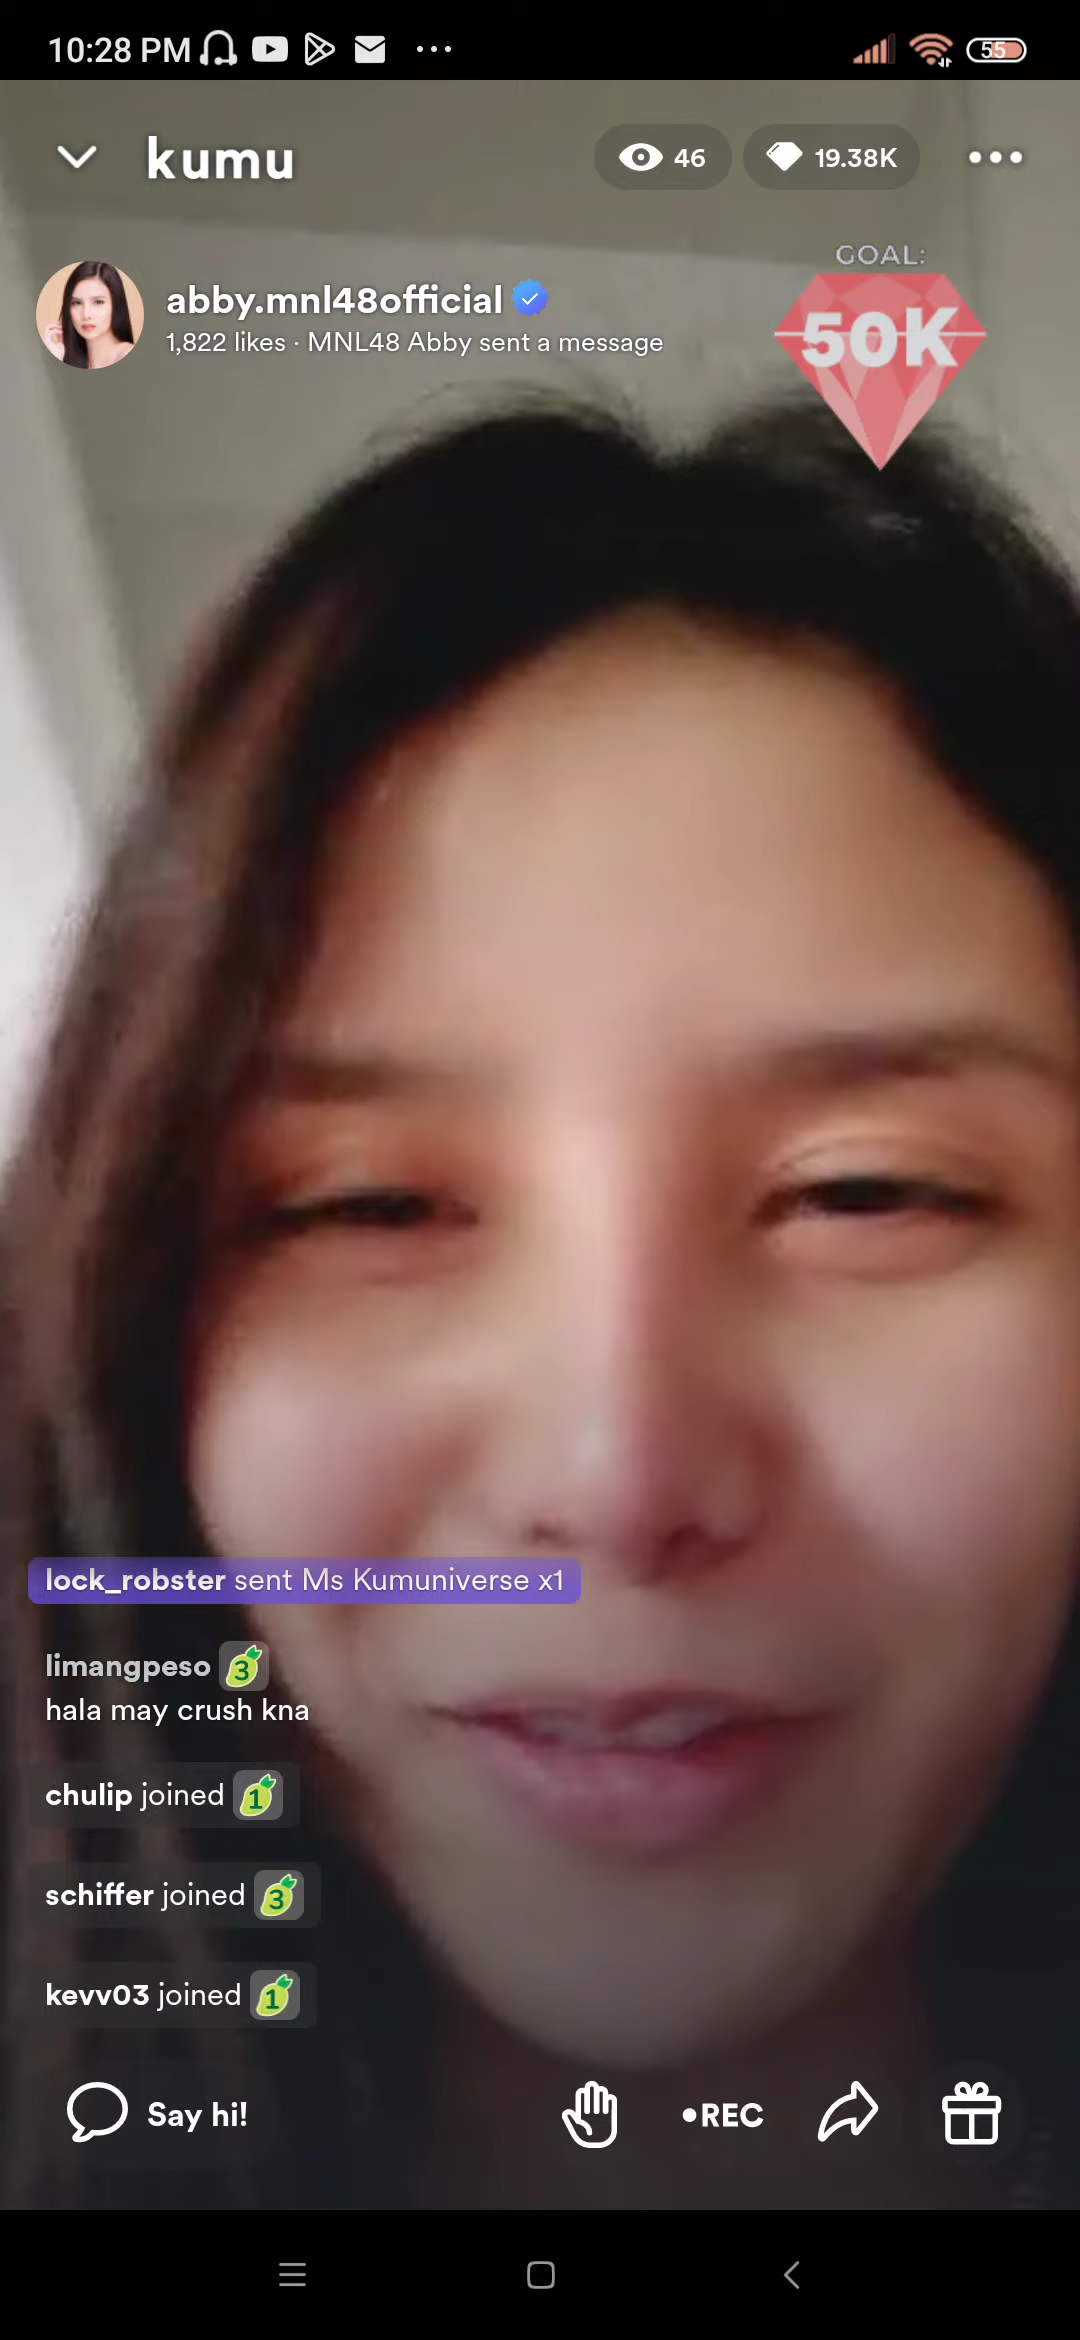 10:28 PM
55
kumu
46
19.38K
GOAL:
50K
abby.mnl48official
1,822 likes · MNL48 Abby sent a message
lock_robster sent Ms Kumuniverse x1
limangpeso 3
hala may crush kna
chulip joined 1
schiffer joined 3
kevv03 joined 1
Say hi!
•REC